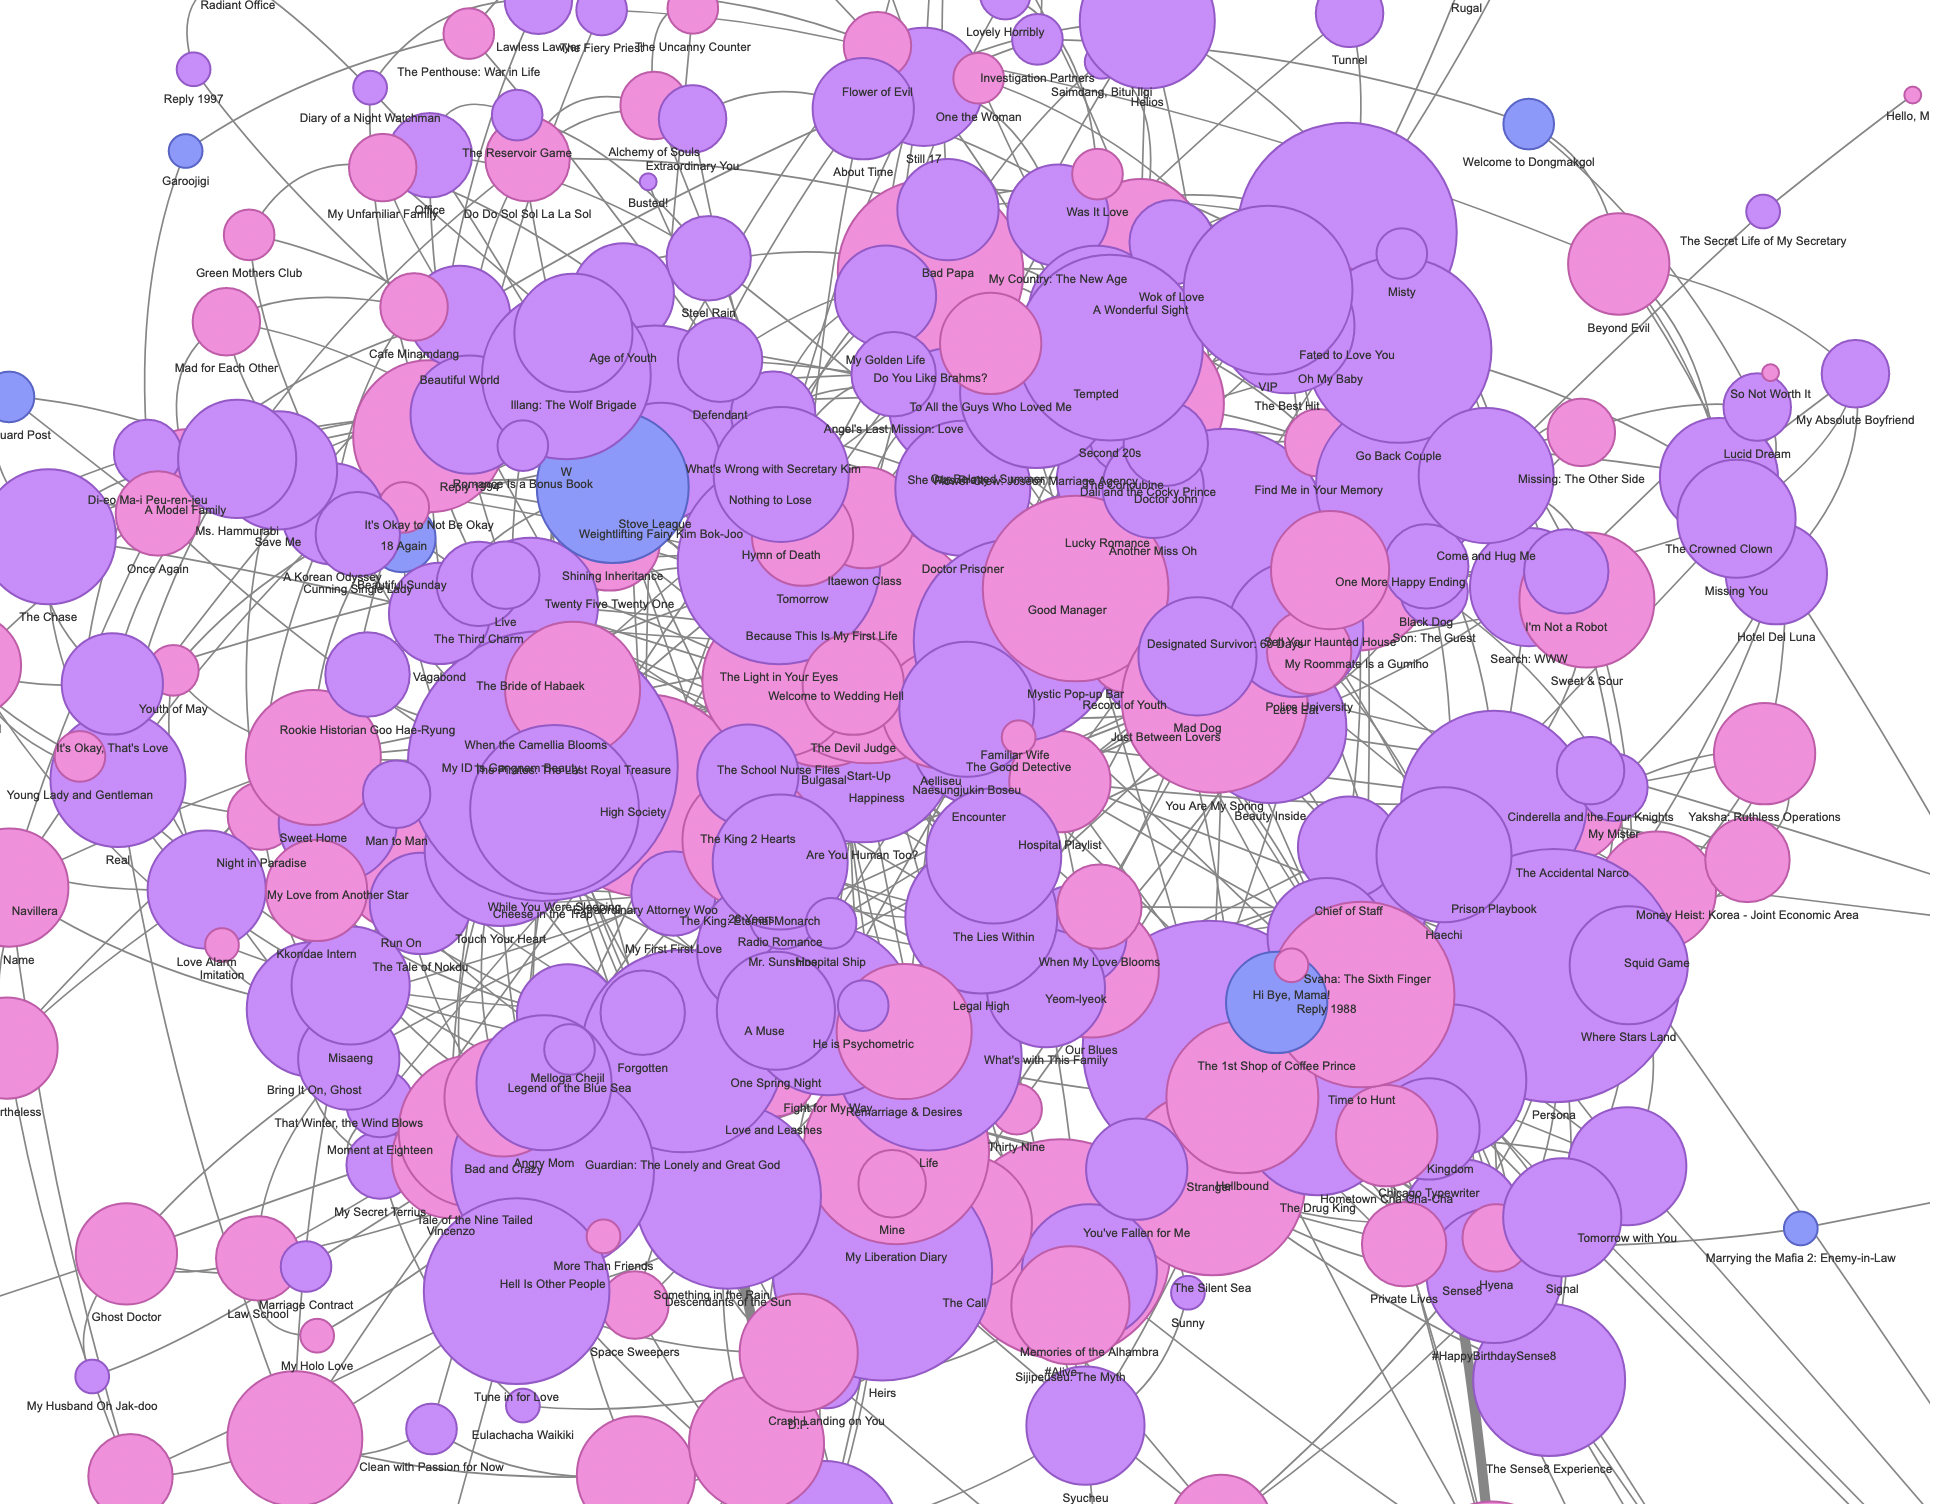 Radiant Office
Rugal
Lovely Horribly
Lawless Lawyer
The Fiery Priest
The Uncanny Counter
Tunnel
The Penthouse: War in Life
Investigation Partners
Flower of Evil
Saimdang, Bitui Ilgi
Reply 1997
Helios
Diary of a Night Watchman
One the Woman
Hello, M
The Reservoir Game
Alchemy of Souls
Still 17
Welcome to Dongmakgol
Extraordinary You
About Time
Garoojigi
Busted!
Office
My Unfamiliar Family
Do Do Sol Sol La La Sol
Was It Love
The Secret Life of My Secretary
Green Mothers Club
Bad Papa
My Country: The New Age
Misty
Wok of Love
Steel Rain
A Wonderful Sight
Beyond Evil
Cafe Minamdang
Age of Youth
Fated to Love You
My Golden Life
Mad for Each Other
Beautiful World
Do You Like Brahms?
Oh My Baby
VIP
Tempted
So Not Worth It
Illang: The Wolf Brigade
To All the Guys Who Loved Me
The Best Hit
Defendant
My Absolute Boyfriend
Angel's Last Mission: Love
uard Post
Second 20s
Lucid Dream
Go Back Couple
W
What's Wrong with Secretary Kim
Missing: The Other Side
Romance Is a Bonus Book
Reply 1994
Flower Crew: Joseon Marriage Agency
The Concubine
Dali and the Cocky Prince
Find Me in Your Memory
Di-eo Ma-i Peu-ren-jeu
Nothing to Lose
Doctor John
A Model Family
It's Okay to Not Be Okay
Stove League
Ms. Hammurabi
Weightlifting Fairy Kim Bok-Joo
Save Me
18 Again
Lucky Romance
Another Miss Oh
The Crowned Clown
Hymn of Death
Come and Hug Me
Once Again
Doctor Prisoner
Shining Inheritance
A Korean Odyssey
Itaewon Class
One More Happy Ending
Beautiful Sunday
Cunning Single Lady
Missing You
Tomorrow
Twenty Five Twenty One
Good Manager
The Chase
Live
Black Dog
I'm Not a Robot
The Third Charm
Because This Is My First Life
Hotel Del Luna
Designated Survivor: 60 Days
Sell Your Haunted House
Son: The Guest
Search: WWW
My Roommate Is a Gumiho
The Light in Your Eyes
Vagabond
Sweet & Sour
The Bride of Habaek
Welcome to Wedding Hell
Mystic Pop-up Bar
Record of Youth
Police University
Let's Eat
Youth of May
Mad Dog
Rookie Historian Goo Hae-Ryung
Just Between Lovers
When the Camellia Blooms
The Devil Judge
It's Okay, That's Love
Familiar Wife
The Good Detective
My ID is Gangnam Beauty
The Pirates: The Last Royal Treasure
The School Nurse Files
Start-Up
Bulgasal
Aelliseu
Naesungjukin Boseu
Young Lady and Gentleman
Happiness
You Are My Spring
High Society
Beauty Inside
Encounter
Cinderella and the Four Knights
Yaksha: Ruthless Operations
My Mister
Sweet Home
Man to Man
The King 2 Hearts
Hospital Playlist
Are You Human Too?
Real
Night in Paradise
The Accidental Narco
My Love from Another Star
While You Were Sleeping
Prison Playbook
Navillera
Chief of Staff
Extraordinary Attorney Woo
Cheese in the Trap
Money Heist: Korea - Joint Economic Area
The King: Eternal Monarch
26 Years
Haechi
The Lies Within
Touch Your Heart
Radio Romance
Run On
My First First Love
Kkondae Intern
Name
Love Alarm
Mr. Sunshine
Hospital Ship
When My Love Blooms
Squid Game
The Tale of Nokdu
Imitation
Svaha: The Sixth Finger
Hi Bye, Mama!
Yeom-lyeok
Legal High
Reply 1988
A Muse
Where Stars Land
He is Psychometric
Our Blues
Misaeng
What's with This Family
Forgotten
The 1st Shop of Coffee Prince
Melloga Chejil
One Spring Night
Bring It On, Ghost
Legend of the Blue Sea
Time to Hunt
Fight for My Way
Remarriage & Desires
rtheless
Persona
That Winter, the Wind Blows
Love and Leashes
Thirty Nine
Moment at Eighteen
Angry Mom
Life
Guardian: The Lonely and Great God
Bad and Crazy
Kingdom
Stranger
Hellbound
Chicago Typewriter
Hometown Cha-Cha-Cha
The Drug King
My Secret Terrius
Tale of the Nine Tailed
Vincenzo
Mine
You've Fallen for Me
Tomorrow with You
My Liberation Diary
Marrying the Mafia 2: Enemy-in-Law
More Than Friends
Hell Is Other People
Hyena
The Silent Sea
Signal
Sense8
Something in the Rain
Descendants of the Sun
Private Lives
Marriage Contract
The Call
Law School
Ghost Doctor
Sunny
Space Sweepers
Memories of the Alhambra
#HappyBirthdaySense8
My Holo Love
#Alive
Sijipeuseu: The Myth
Heirs
Tune in for Love
My Husband Oh Jak-doo
Crash Landing on You
D.P.
Eulachacha Waikiki
Clean with Passion for Now
The Sense8 Experience
Syucheu